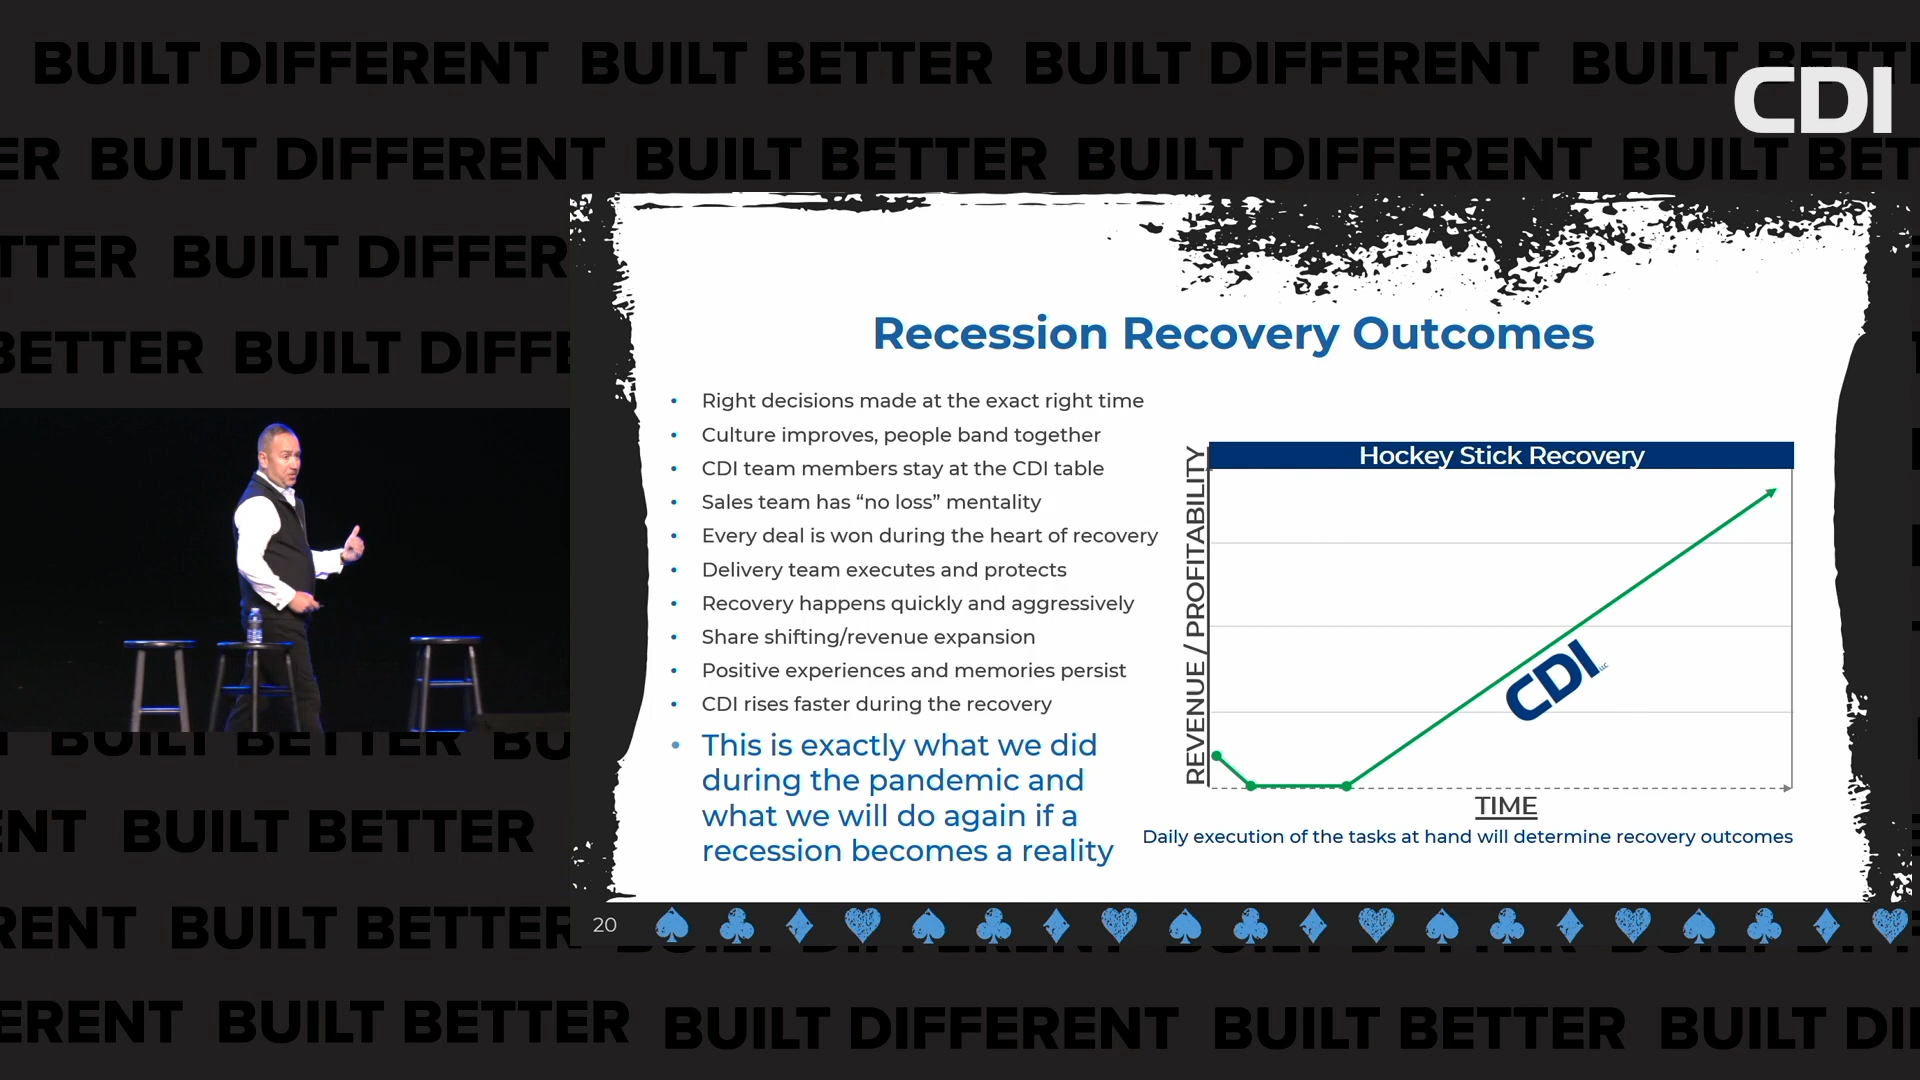 BUILT DIFFERENT BUILT BETTER BUILT DIFFERENT BUILT BETTE
CDI
ER BUILT DIFFERENT BUILT BETTER BUILT DIFFERENT BUILT BET
TTER BUILT DIFFER
BETTER BUILT DIFFE
Recession Recovery Outcomes
• Right decisions made at the exact right time
• Culture improves, people band together
• CDI team members stay at the CDI table
• Sales team has “no loss” mentality
• Every deal is won during the heart of recovery
• Delivery team executes and protects
• Recovery happens quickly and aggressively
• Share shifting/revenue expansion
• Positive experiences and memories persist
• CDI rises faster during the recovery
• This is exactly what we did
during the pandemic and
what we will do again if a
recession becomes a reality
Hockey Stick Recovery
REVENUE / PROFITABILITY
CDI LLC
TIME
Daily execution of the tasks at hand will determine recovery outcomes
20
BUILT BETTER BU
ENT BUILT BETTER
RENT BUILT BETTER
ERENT BUILT BETTER BUILT DIFFERENT BUILT BETTER BUILT DI